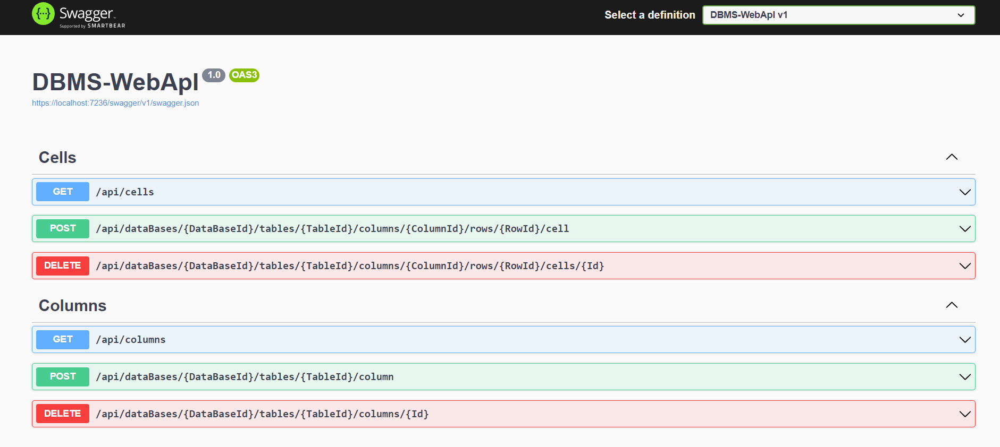 Swagger
Supported by SMARTBEAR
Select a definition
DBMS-WebApI v1
DBMS-WebApI 1.0 OAS3
https://localhost:7236/swagger/v1/swagger.json
Cells
GET /api/cells
POST /api/dataBases/{DataBaseId}/tables/{TableId}/columns/{ColumnId}/rows/{RowId}/cell
DELETE /api/dataBases/{DataBaseId}/tables/{TableId}/columns/{ColumnId}/rows/{RowId}/cells/{Id}
Columns
GET /api/columns
POST /api/dataBases/{DataBaseId}/tables/{TableId}/column
DELETE /api/dataBases/{DataBaseId}/tables/{TableId}/columns/{Id}